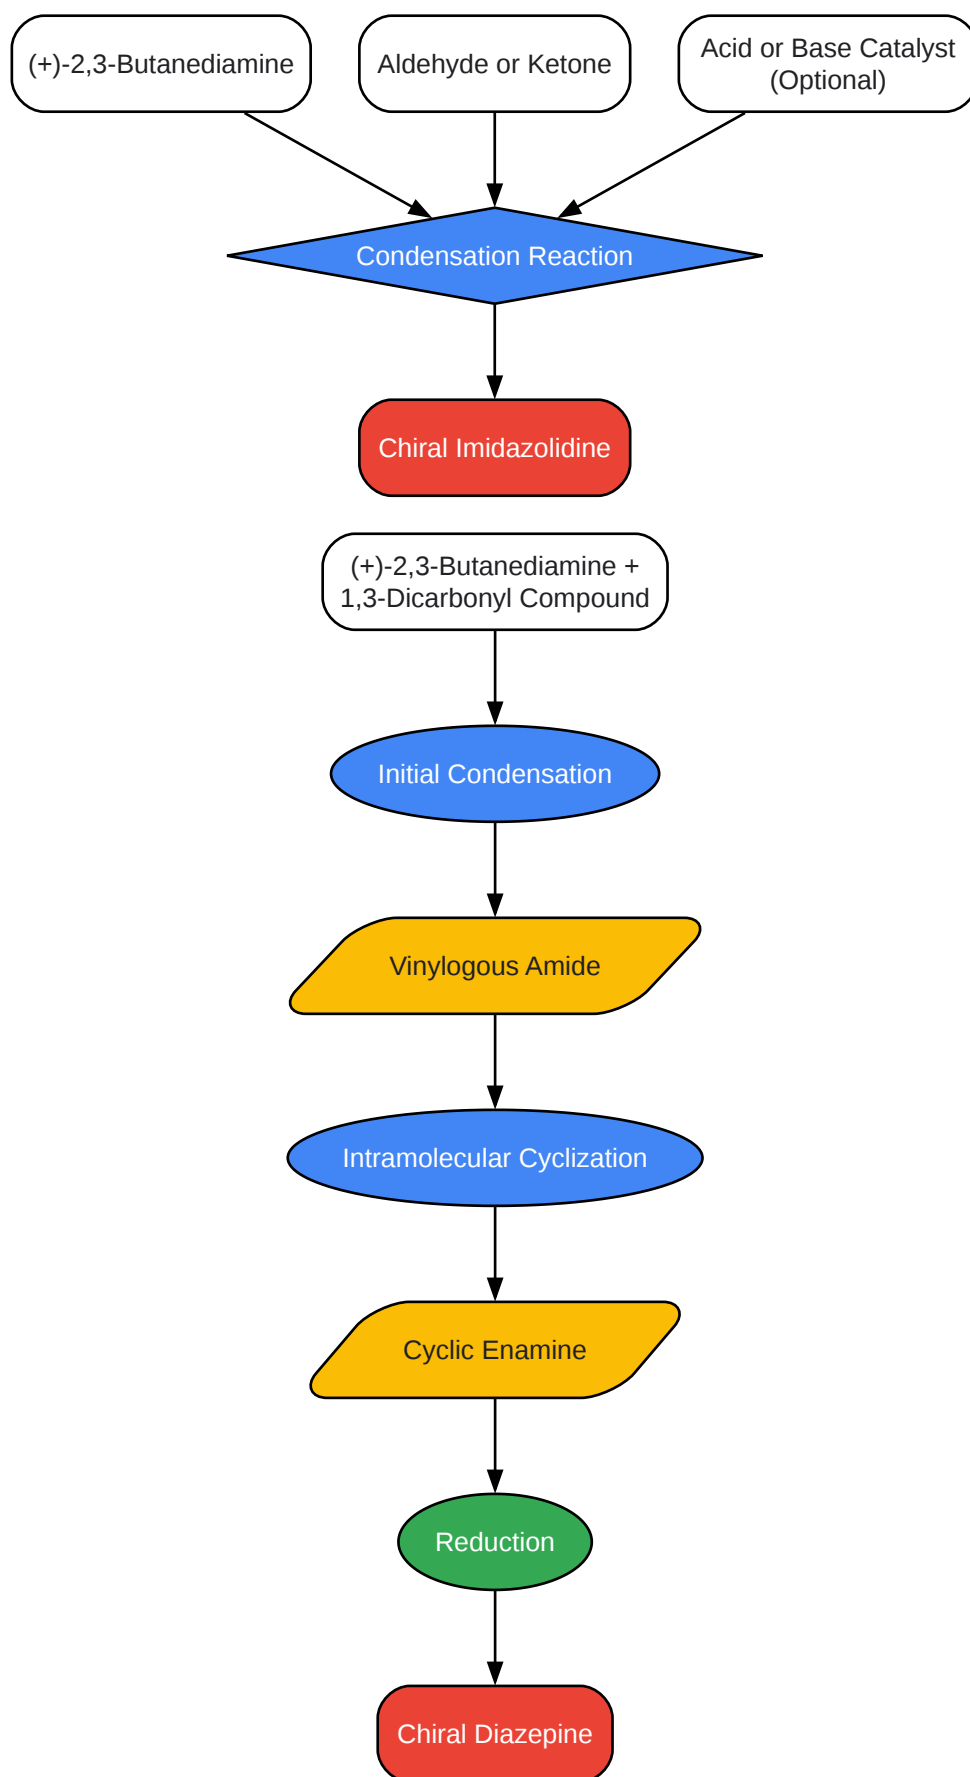 (+)-2,3-Butanediamine
Aldehyde or Ketone
Acid or Base Catalyst
(Optional)
Condensation Reaction
Chiral Imidazolidine
(+)-2,3-Butanediamine +
1,3-Dicarbonyl Compound
Initial Condensation
Vinylogous Amide
Intramolecular Cyclization
Cyclic Enamine
Reduction
Chiral Diazepine